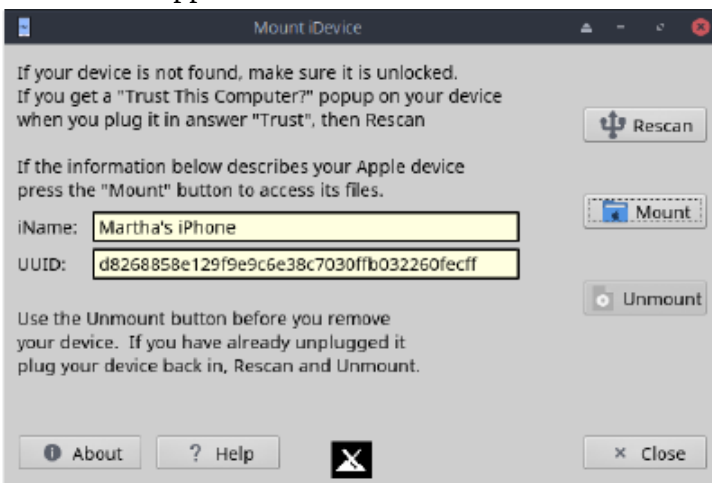 Mount iDevice
If your device is not found, make sure it is unlocked.
If you get a "Trust This Computer?" popup on your device
when you plug it in answer "Trust", then Rescan
Rescan
If the information below describes your Apple device
press the "Mount" button to access its files.
Mount
iName: Martha's iPhone
UUID: d8268858e129f9e9c6e38c7030ffb032260fecff
Unmount
Use the Unmount button before you remove
your device. If you have already unplugged it
plug your device back in, Rescan and Unmount.
About
? Help
Close